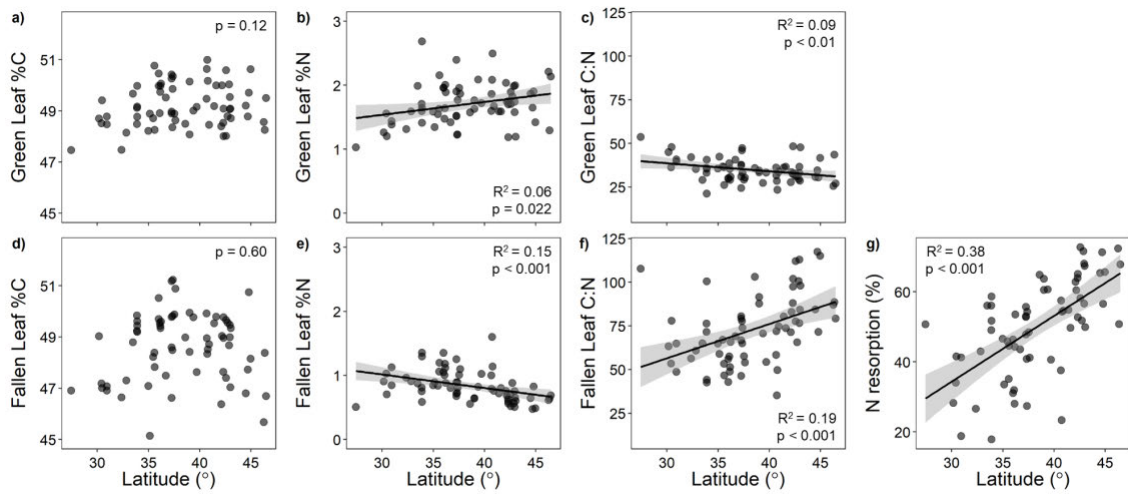 a)
p = 0.12
Green Leaf %C
51
49
47
45
b)
R² = 0.06
p = 0.022
Green Leaf %N
3
2
1
0
c)
R² = 0.09
p < 0.01
Green Leaf C:N
125
100
75
50
25
d)
p = 0.60
Fallen Leaf %C
51
49
47
45
30 35 40 45
Latitude (°)
e)
R² = 0.15
p < 0.001
Fallen Leaf %N
3
2
1
0
30 35 40 45
Latitude (°)
f)
R² = 0.19
p < 0.001
Fallen Leaf C:N
125
100
75
50
25
30 35 40 45
Latitude (°)
g)
R² = 0.38
p < 0.001
N resorption (%)
60
40
20
30 35 40 45
Latitude (°)